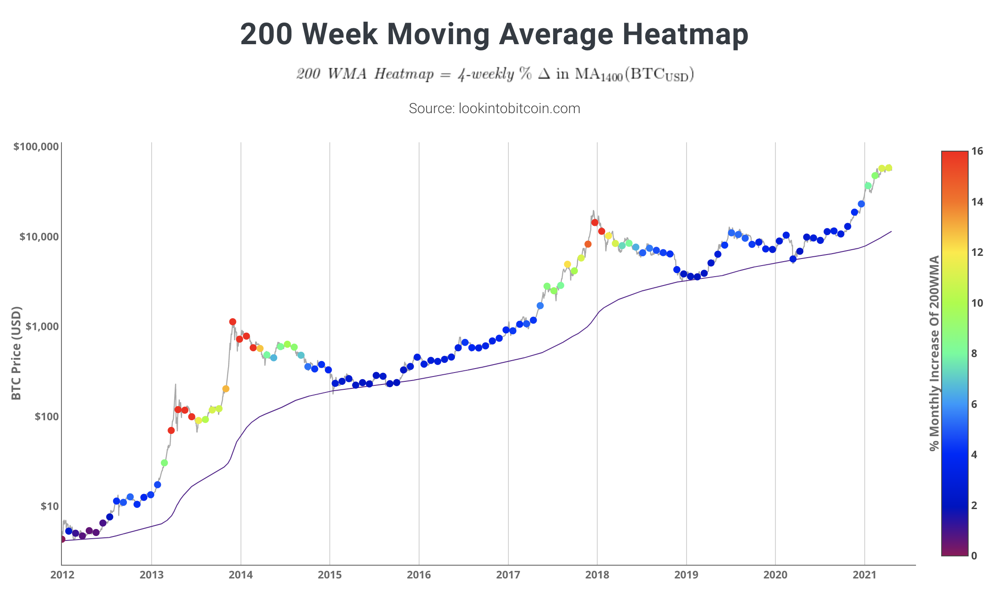 200 Week Moving Average Heatmap
200 WMA Heatmap = 4-weekly % Δ in MA1400(BTCUSD)
Source: lookintobitcoin.com
$100,000
$10,000
$1,000
$100
$10
BTC Price (USD)
2012 2013 2014 2015 2016 2017 2018 2019 2020 2021
16
14
12
10
8
6
4
2
0
% Monthly Increase Of 200WMA